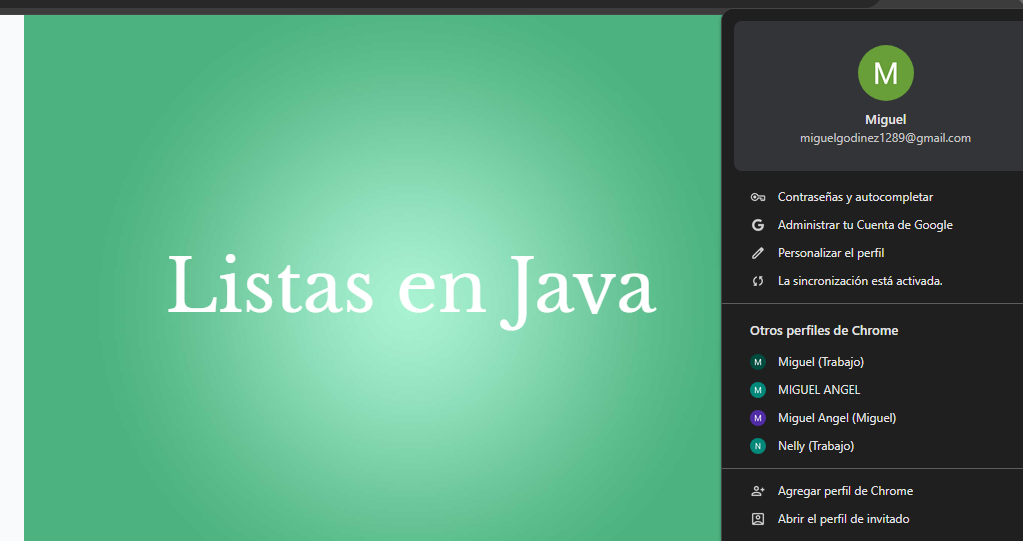 Listas en Java
M
Miguel
miguelgodinez1289@gmail.com
Contraseñas y autocompletar
G Administrar tu Cuenta de Google
Personalizar el perfil
La sincronización está activada.
Otros perfiles de Chrome
M Miguel (Trabajo)
M MIGUEL ANGEL
M Miguel Angel (Miguel)
N Nelly (Trabajo)
Agregar perfil de Chrome
Abrir el perfil de invitado